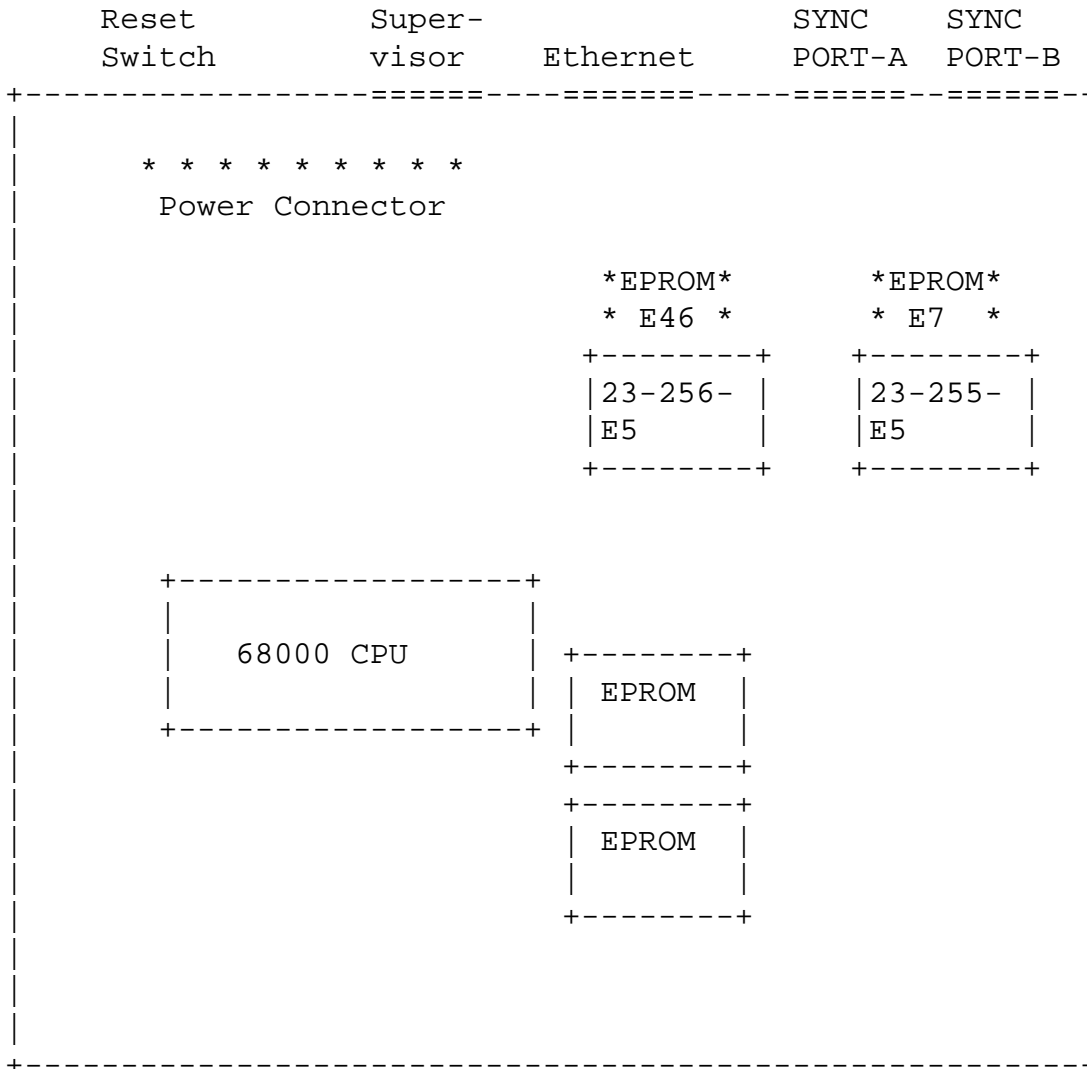 Reset Super- SYNC SYNC
Switch visor Ethernet PORT-A PORT-B
* * * * * * * * *
Power Connector
*EPROM* *EPROM*
* E46 * * E7 *
23-256- 23-255-
E5 E5
68000 CPU
EPROM
EPROM